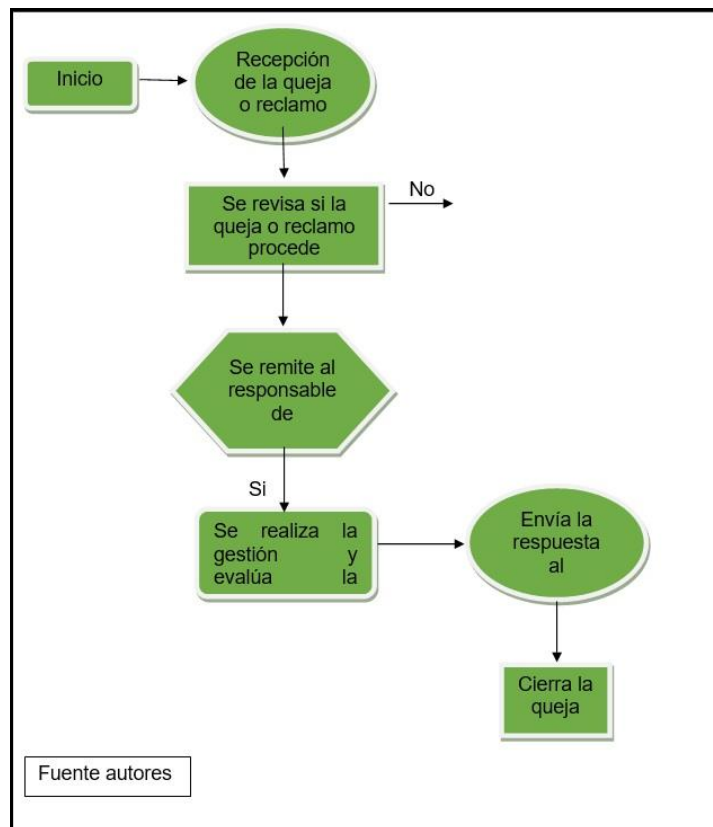 Inicio
Recepción
de la queja
o reclamo
Se revisa si la
queja o reclamo
procede
No
Se remite al
responsable
de
Si
Se realiza la
gestión y
evalúa la
Envía la
respuesta
al
Cierra la
queja
Fuente autores